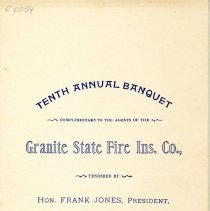 E0054
TENTH ANNUAL BANQUET
COMPLIMENTARY TO THE AGENTS OF THE
Granite State Fire Ins. Co.,
TENDERED BY
HON. FRANK JONES, PRESIDENT,